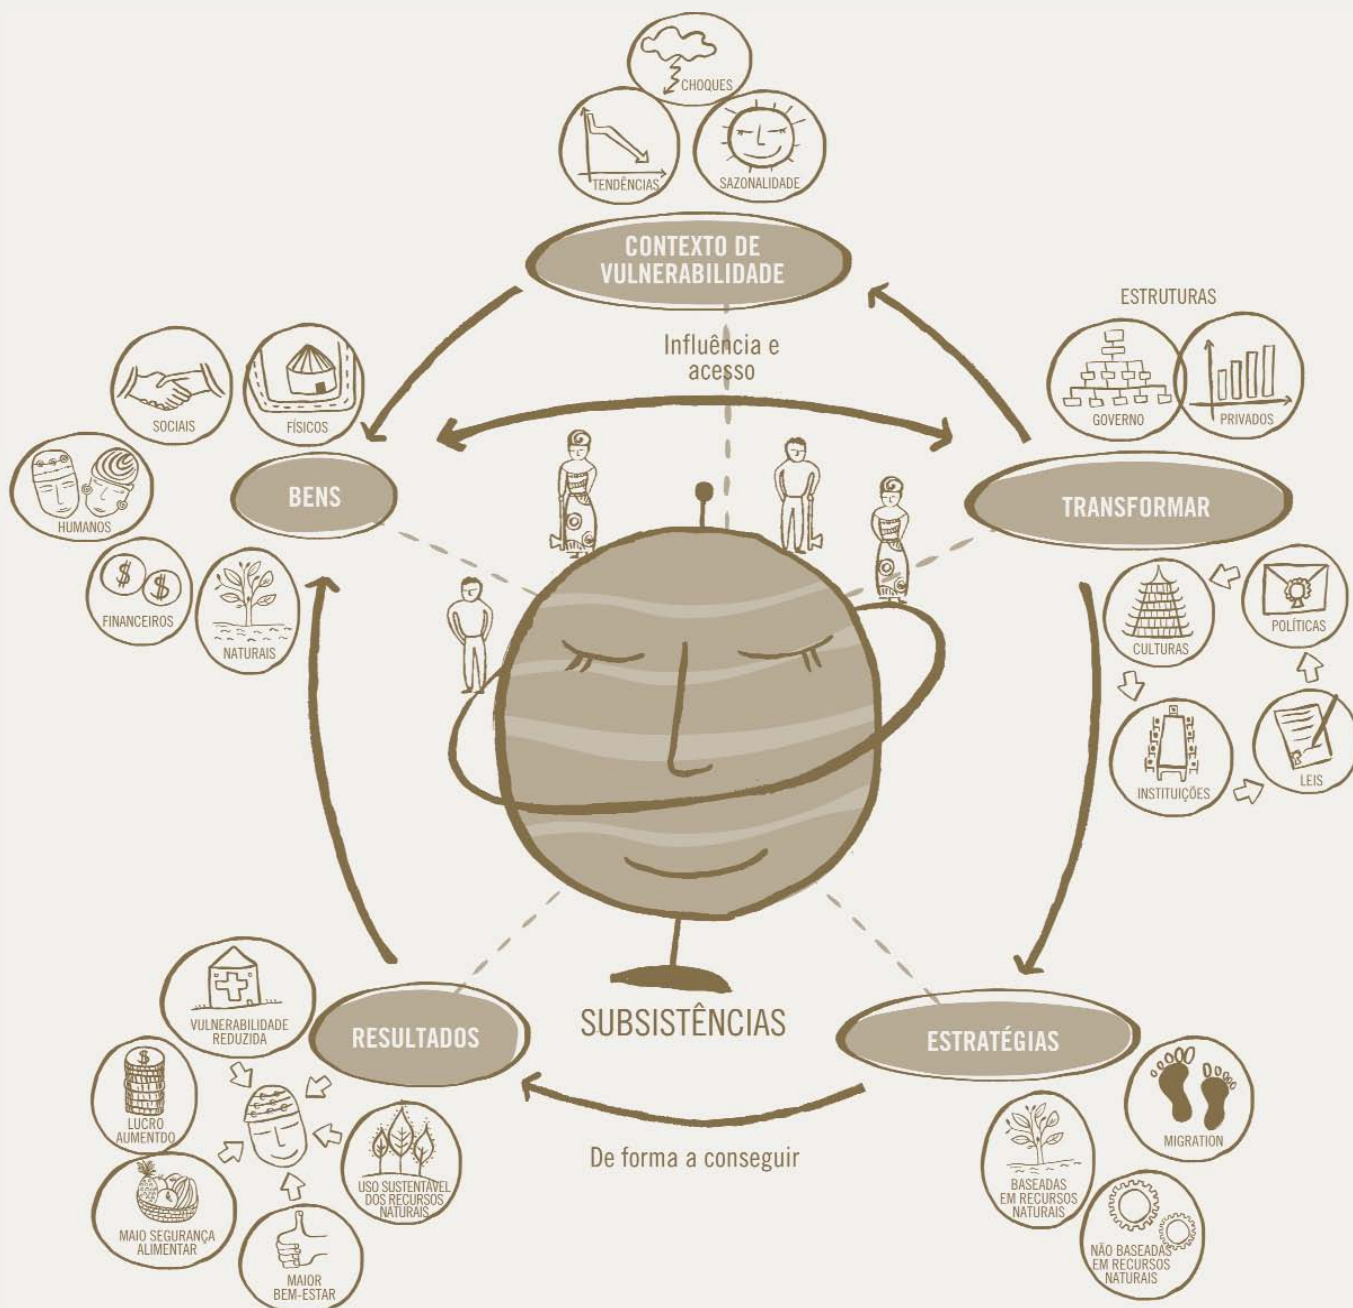 CHOQUES
TENDÊNCIAS
SAZONALIDADE
CONTEXTO DE
VULNERABILIDADE
Influência e
acesso
ESTRUTURAS
GOVERNO
PRIVADOS
SOCIAIS
FÍSICOS
HUMANOS
BENS
FINANCEIROS
NATURAIS
TRANSFORMAR
CULTURAS
POLÍTICAS
INSTITUIÇÕES
LEIS
SUBSISTÊNCIAS
RESULTADOS
VULNERABILIDADE
REDUZIDA
LUCRO
AUMENTDO
MAIO SEGURANÇA
ALIMENTAR
MAIOR
BEM-ESTAR
USO SUSTENTÁVEL
DOS RECURSOS
NATURAIS
De forma a conseguir
ESTRATÉGIAS
MIGRATION
BASEADAS
EM RECURSOS
NATURAIS
NÃO BASEADAS
EM RECURSOS
NATURAIS